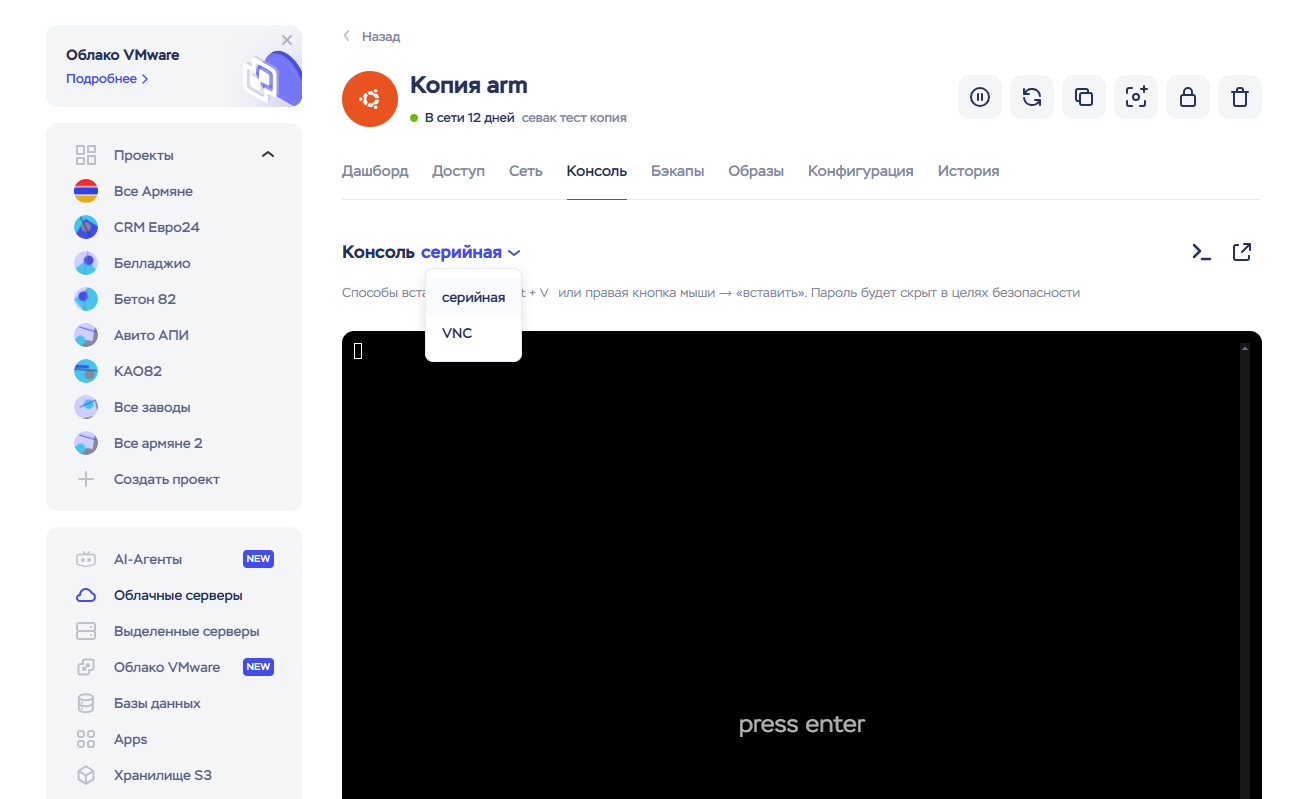 Облако VMware
Подробнее
Проекты
Все Армяне
CRM Евро24
Белладжио
Бетон 82
Авито АПИ
КАО82
Все заводы
Все армяне 2
Создать проект
AI-Агенты NEW
Облачные серверы
Выделенные серверы
Облако VMware NEW
Базы данных
Apps
Хранилище S3
Назад
Копия arm
В сети 12 дней севак тест копия
Дашборд Доступ Сеть Консоль Бэкапы Образы Конфигурация История
Консоль серийная
серийная
VNC
Способы + V или правая кнопка мыши → «вставить». Пароль будет скрыт в целях безопасности
press enter